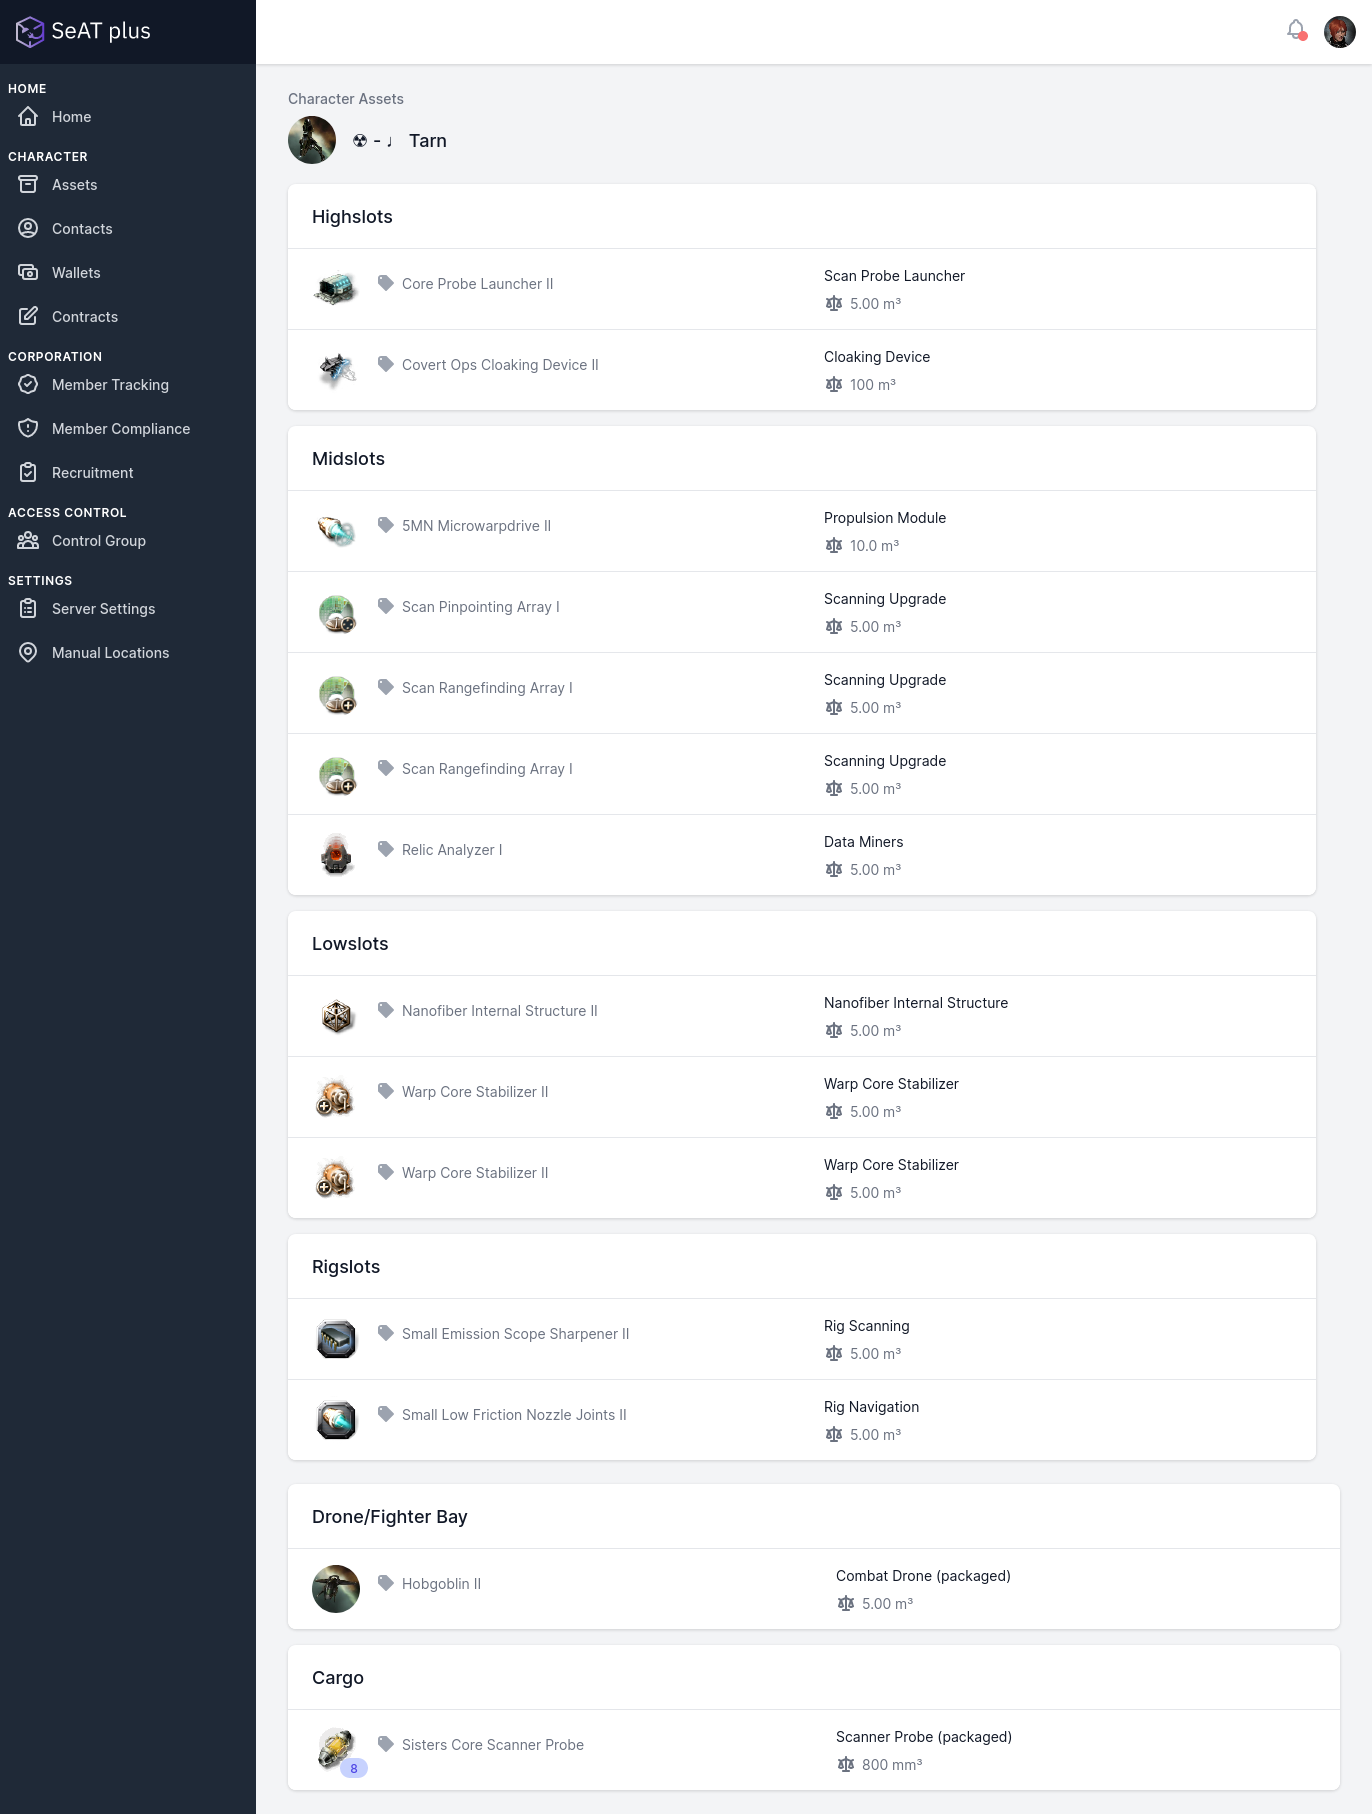 SeAT plus
HOME
Home
CHARACTER
Assets
Contacts
Wallets
Contracts
CORPORATION
Member Tracking
Member Compliance
Recruitment
ACCESS CONTROL
Control Group
SETTINGS
Server Settings
Manual Locations
Character Assets
☢ - ♩ Tarn
Highslots
Core Probe Launcher II
Scan Probe Launcher
5.00 m³
Covert Ops Cloaking Device II
Cloaking Device
100 m³
Midslots
5MN Microwarpdrive II
Propulsion Module
10.0 m³
Scan Pinpointing Array I
Scanning Upgrade
5.00 m³
Scan Rangefinding Array I
Scanning Upgrade
5.00 m³
Scan Rangefinding Array I
Scanning Upgrade
5.00 m³
Relic Analyzer I
Data Miners
5.00 m³
Lowslots
Nanofiber Internal Structure II
Nanofiber Internal Structure
5.00 m³
Warp Core Stabilizer II
Warp Core Stabilizer
5.00 m³
Warp Core Stabilizer II
Warp Core Stabilizer
5.00 m³
Rigslots
Small Emission Scope Sharpener II
Rig Scanning
5.00 m³
Small Low Friction Nozzle Joints II
Rig Navigation
5.00 m³
Drone/Fighter Bay
Hobgoblin II
Combat Drone (packaged)
5.00 m³
Cargo
Sisters Core Scanner Probe
8
Scanner Probe (packaged)
800 mm³